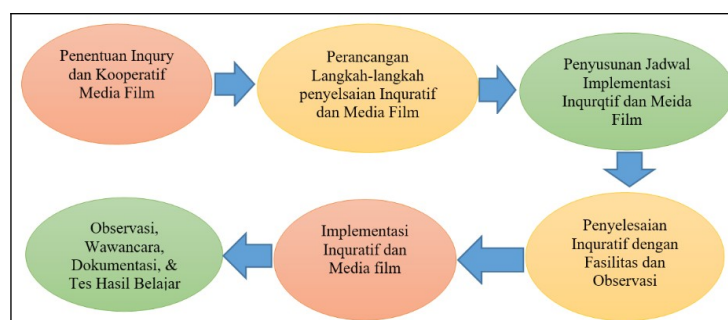 Penentuan Inqury
dan Kooperatif
Media Film
Perancangan
Langkah-langkah
penyelsaian Inquratif
dan Media Film
Penyusunan Jadwal
Implementasi
Inqurqtif dan Meida
Film
Penyelesaian
Inquratif dengan
Fasilitas dan
Observasi
Implementasi
Inquratif dan
Media film
Observasi,
Wawancara,
Dokumentasi, &
Tes Hasil Belajar